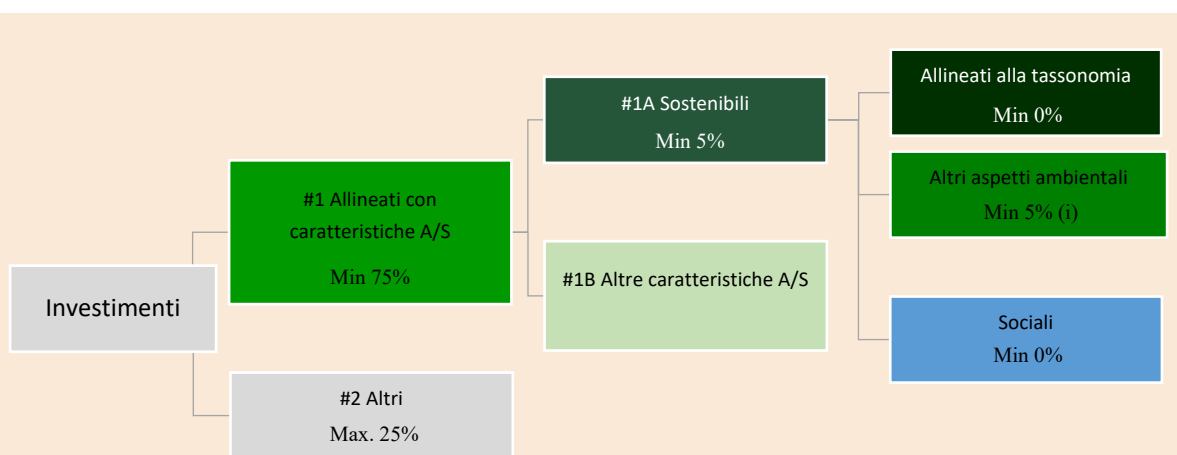 Investimenti
#1 Allineati con
caratteristiche A/S
Min 75%
#2 Altri
Max. 25%
#1A Sostenibili
Min 5%
#1B Altre caratteristiche A/S
Allineati alla tassonomia
Min 0%
Altri aspetti ambientali
Min 5% (i)
Sociali
Min 0%